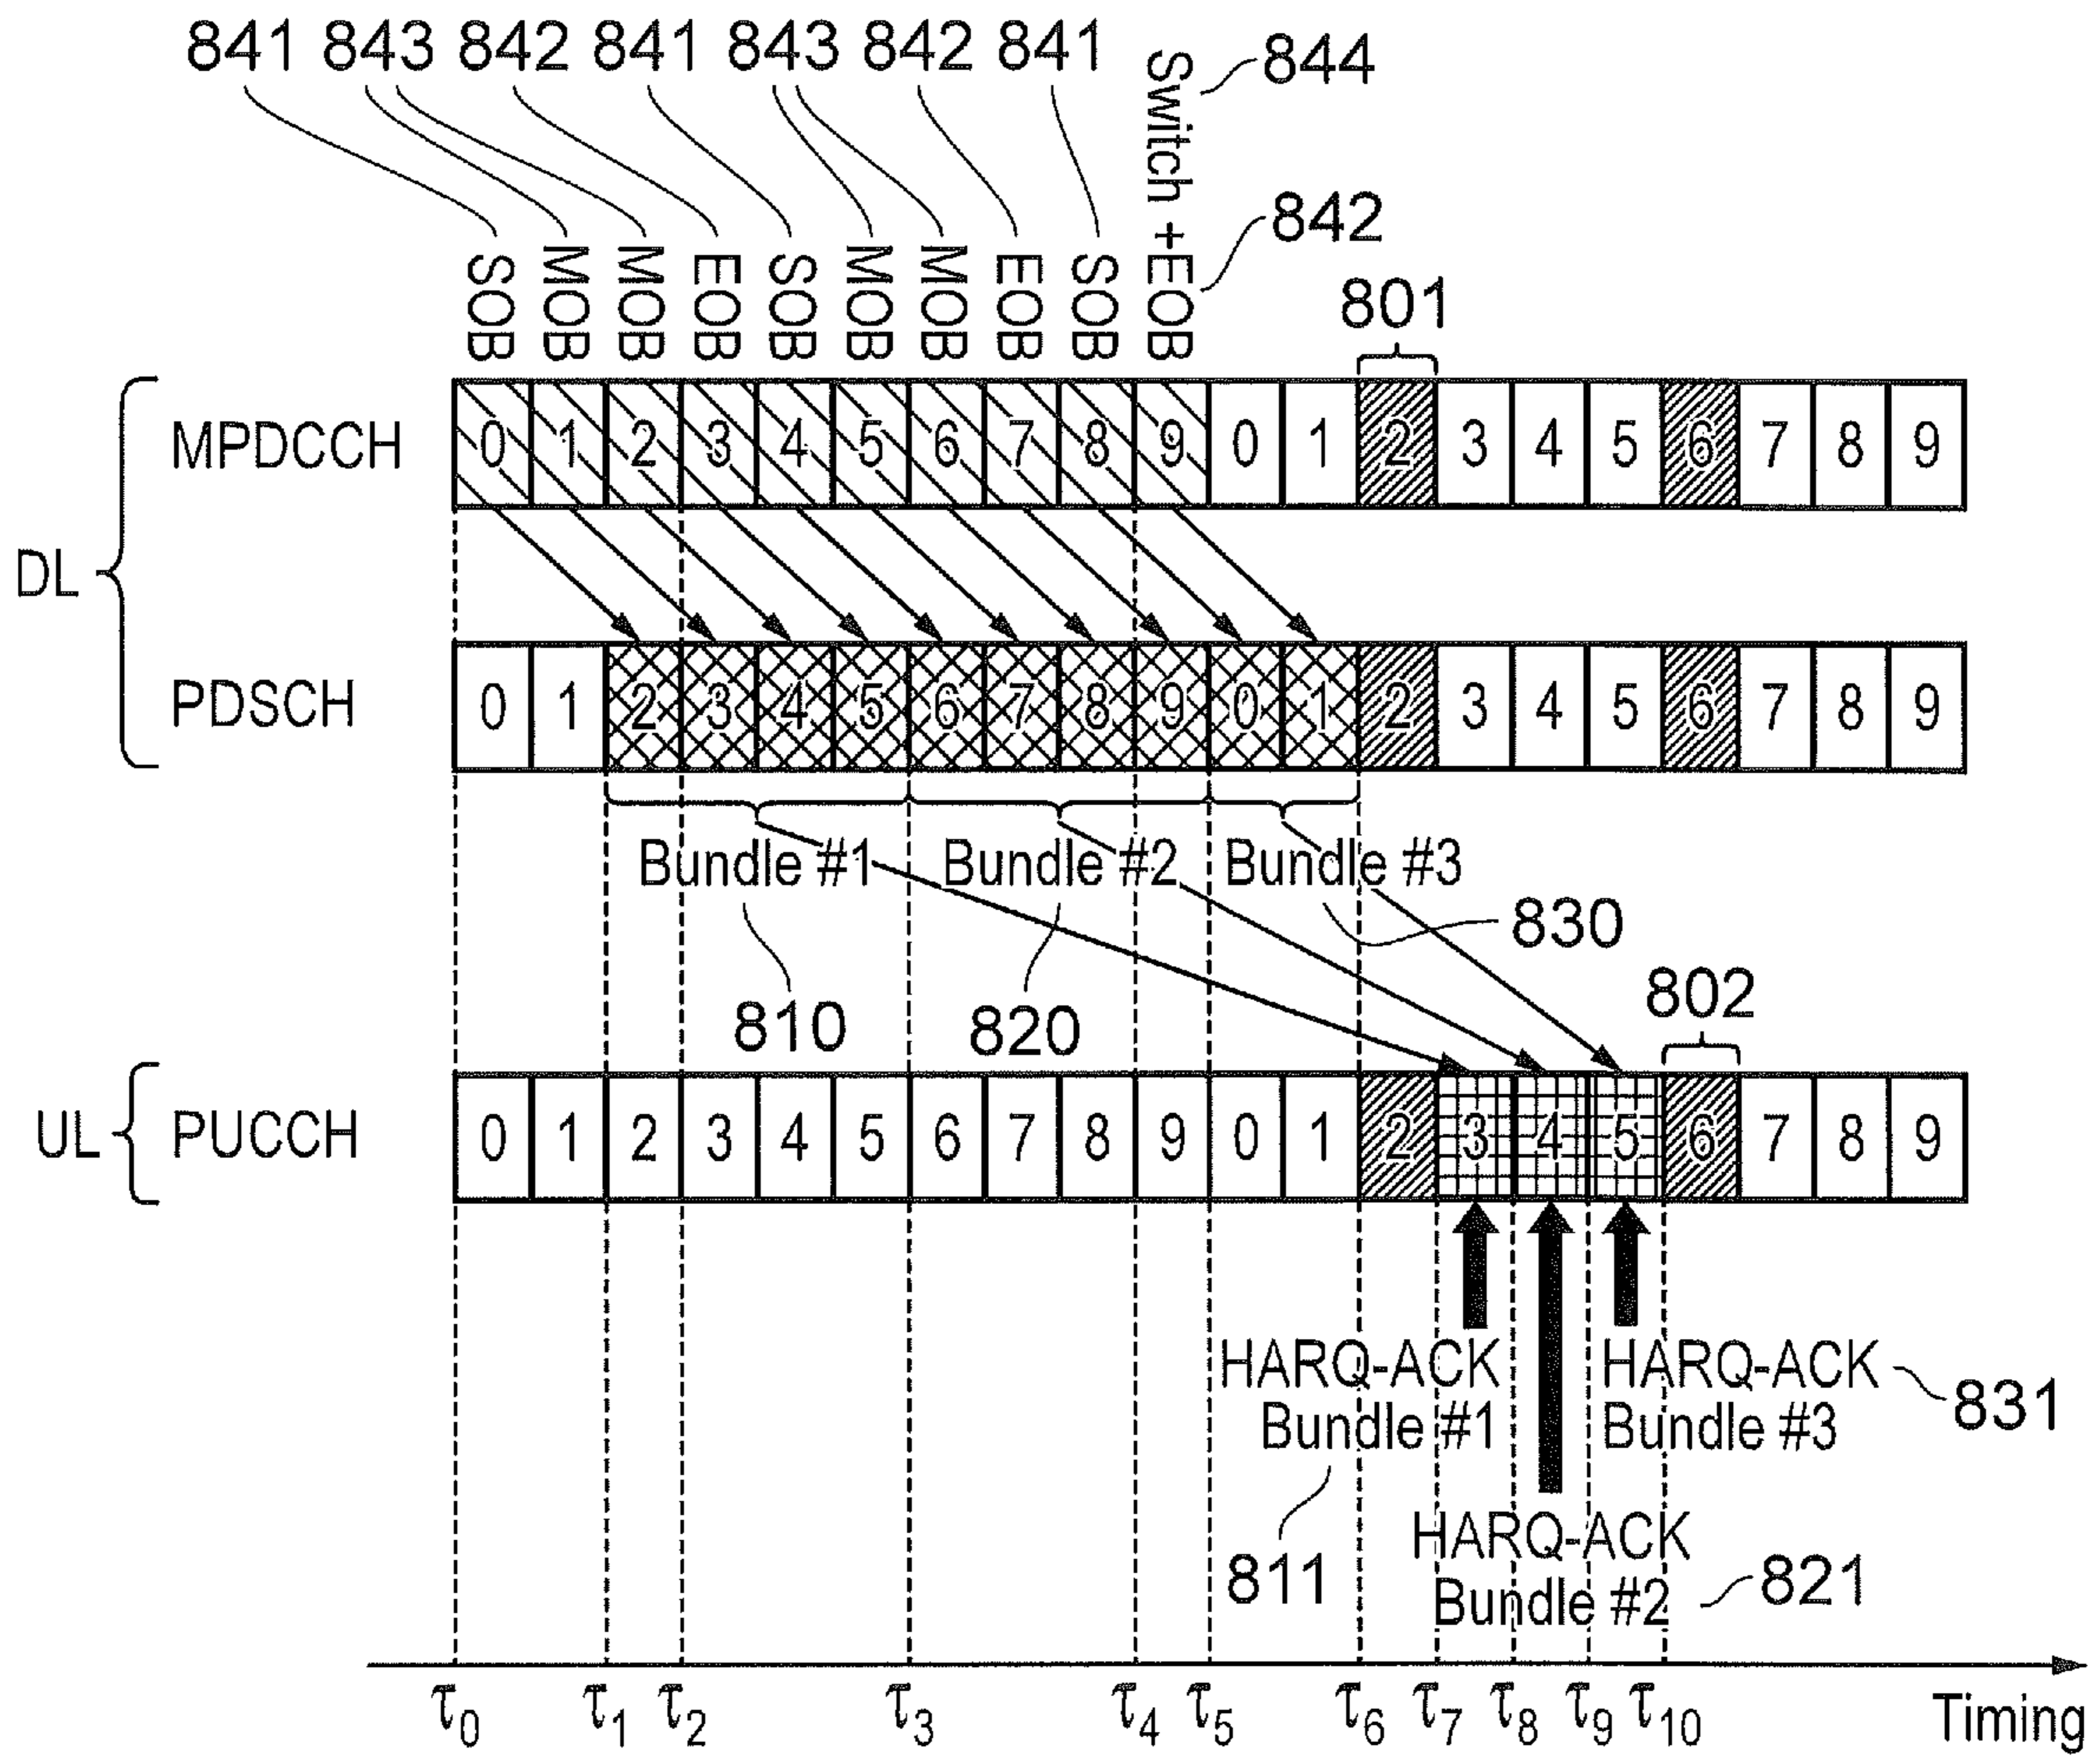 841 843 842 841 843 842 841
Switch +EOB
844
842
SOB MOB MOB EOB SOB MOB MOB EOB SOB
801
DL
MPDCCH 0 1 2 3 4 5 6 7 8 9 0 1 2 3 4 5 6 7 8 9
PDSCH 0 1 2 3 4 5 6 7 8 9 0 1 2 3 4 5 6 7 8 9
Bundle #1 Bundle #2 Bundle #3
830
810 820 802
UL PUCCH 0 1 2 3 4 5 6 7 8 9 0 1 2 3 4 5 6 7 8 9
HARQ-ACK
Bundle #1
811
HARQ-ACK
Bundle #3
831
HARQ-ACK
Bundle #2
821
τ0 τ1 τ2 τ3 τ4 τ5 τ6 τ7 τ8 τ9 τ10 Timing